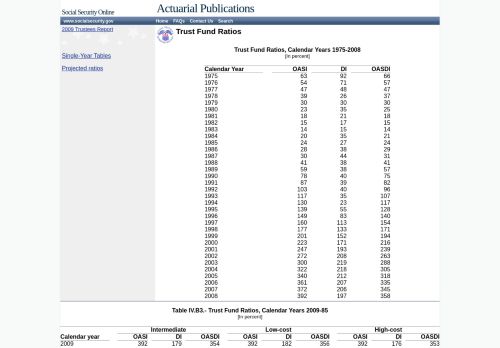 Social Security Online
Actuarial Publications
www.socialsecurity.gov Home FAQs Contact Us Search
2009 Trustees Report
Single-Year Tables
Projected ratios
Trust Fund Ratios
Trust Fund Ratios, Calendar Years 1975-2008
[In percent]
Calendar Year OASI DI OASDI
1975 63 92 66
1976 54 71 57
1977 47 48 47
1978 39 26 37
1979 30 30 30
1980 23 35 25
1981 18 21 18
1982 15 17 15
1983 14 15 14
1984 20 35 21
1985 24 27 24
1986 28 38 29
1987 30 44 31
1988 41 38 41
1989 59 38 57
1990 78 40 75
1991 87 39 82
1992 103 40 96
1993 117 35 107
1994 130 23 117
1995 139 55 128
1996 149 83 140
1997 160 113 154
1998 177 133 171
1999 201 152 194
2000 223 171 216
2001 247 193 239
2002 272 208 263
2003 300 219 288
2004 322 218 305
2005 340 212 318
2006 361 207 335
2007 372 206 345
2008 392 197 358
Table IV.B3.- Trust Fund Ratios, Calendar Years 2009-85
[In percent]
Intermediate Low-cost High-cost
Calendar year OASI DI OASDI OASI DI OASDI OASI DI OASDI
2009 392 179 354 392 182 356 392 176 353